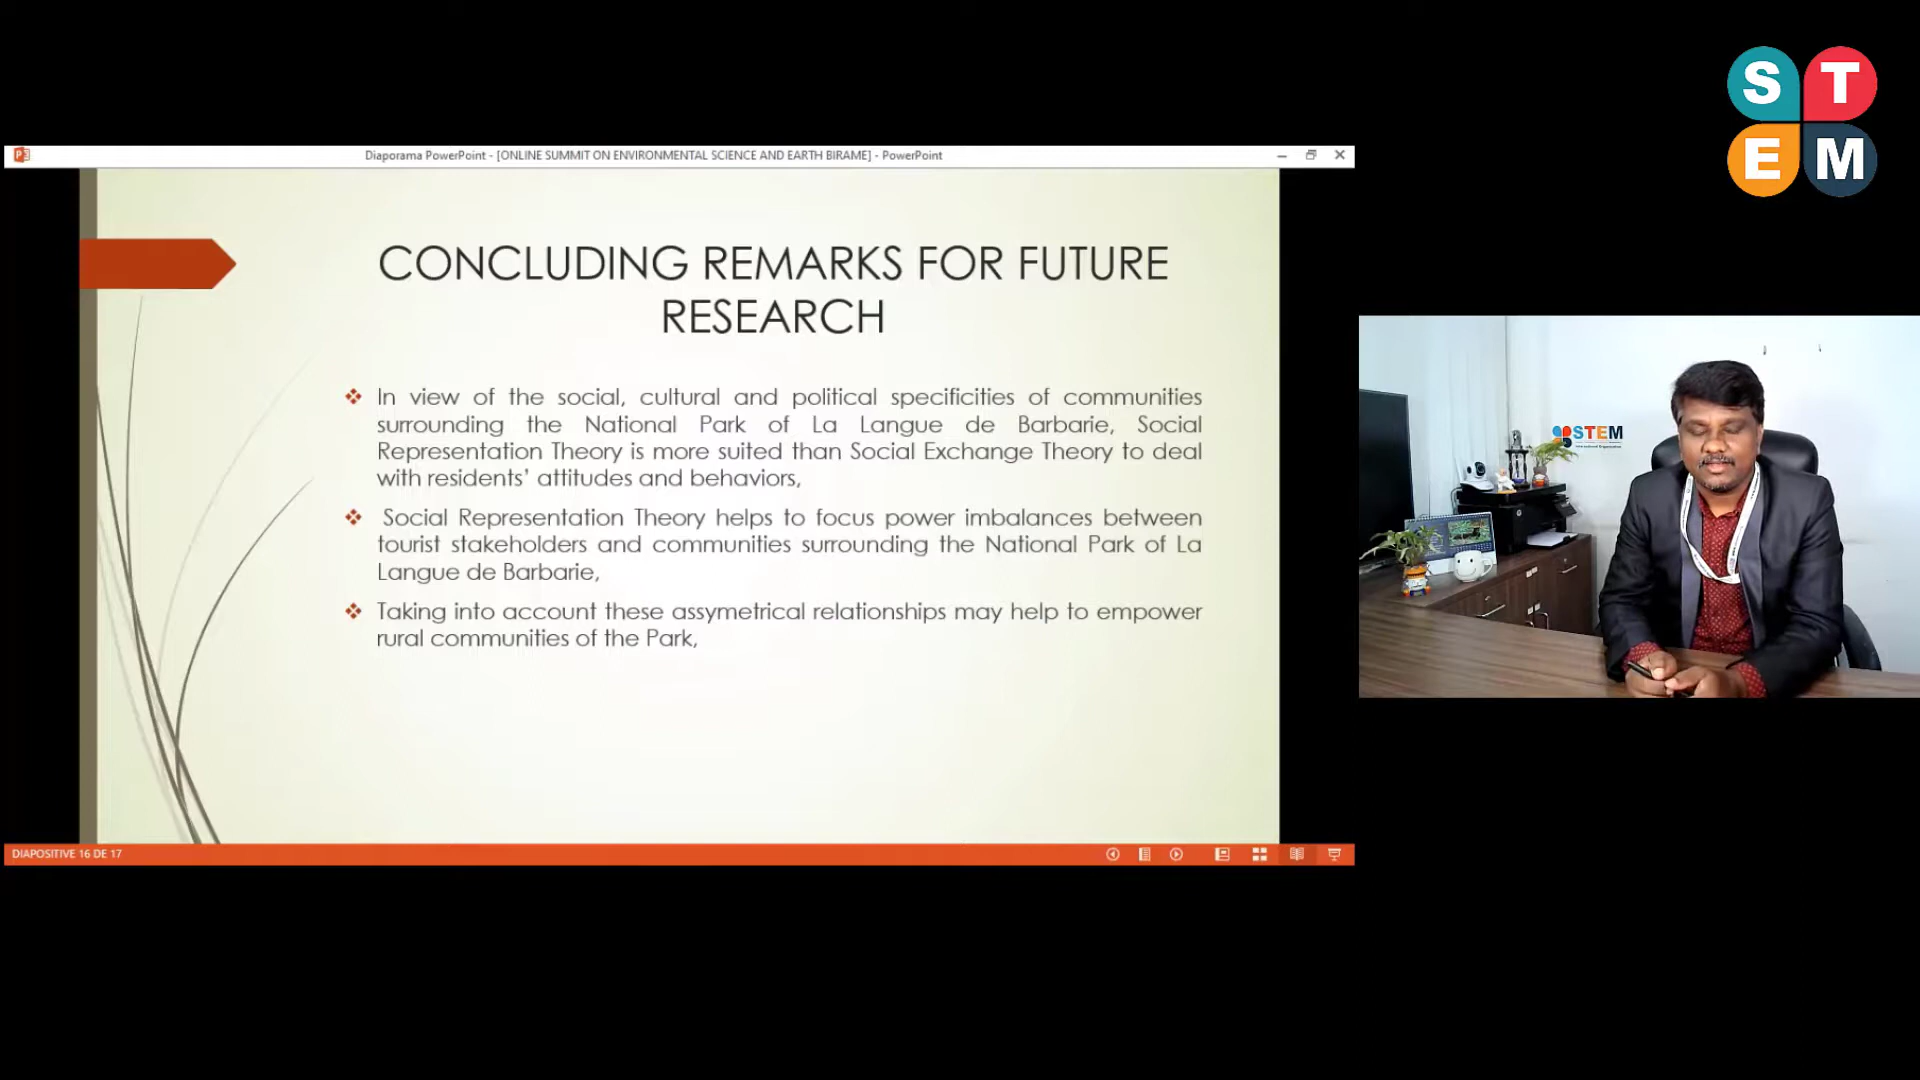 S T
E M
Diaporama PowerPoint - [ONLINE SUMMIT ON ENVIRONMENTAL SCIENCE AND EARTH BIRAME] - PowerPoint
CONCLUDING REMARKS FOR FUTURE
RESEARCH
In view of the social, cultural and political specificities of communities
surrounding the National Park of La Langue de Barbarie, Social
Representation Theory is more suited than Social Exchange Theory to deal
with residents’ attitudes and behaviors,
Social Representation Theory helps to focus power imbalances between
tourist stakeholders and communities surrounding the National Park of La
Langue de Barbarie,
Taking into account these assymetrical relationships may help to empower
rural communities of the Park,
DIAPOSITIVE 16 DE 17
STEM